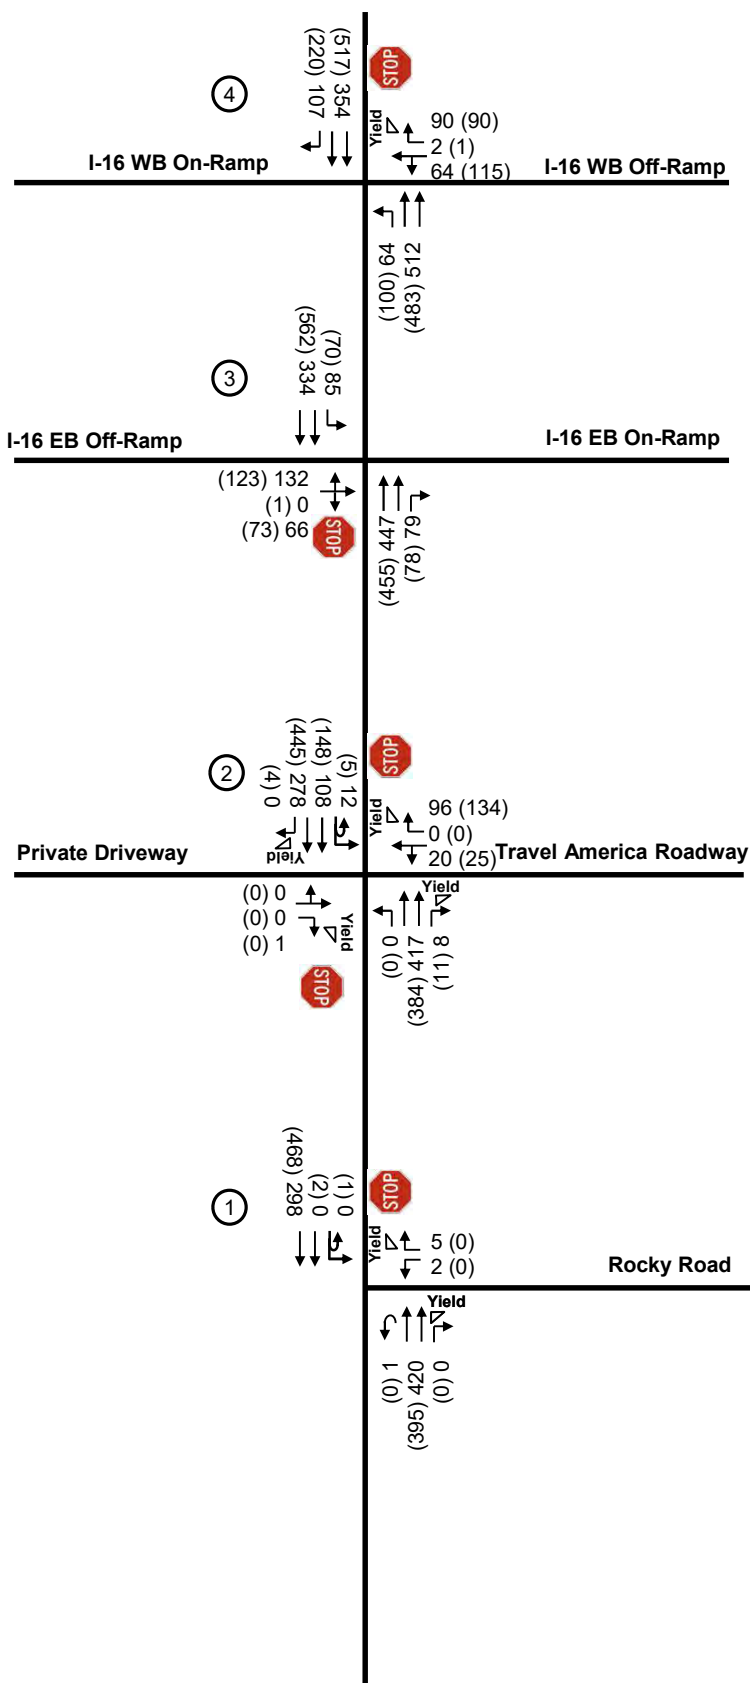 (517) 354
(220) 107
STOP
4
Yield
90 (90)
2 (1)
64 (115)
I-16 WB On-Ramp
I-16 WB Off-Ramp
(100) 64
(483) 512
(70) 85
(562) 334
3
I-16 EB Off-Ramp
I-16 EB On-Ramp
(123) 132
(1) 0
(73) 66
STOP
(455) 447
(78) 79
(5) 12
(148) 108
(445) 278
(4) 0
STOP
2
Yield
96 (134)
0 (0)
20 (25)
Yield
Private Driveway
Travel America Roadway
(0) 0
(0) 0
(0) 1
Yield
STOP
Yield
(0) 0
(384) 417
(11) 8
(1) 0
(2) 0
(468) 298
STOP
1
Yield
5 (0)
2 (0)
Rocky Road
Yield
(0) 1
(395) 420
(0) 0